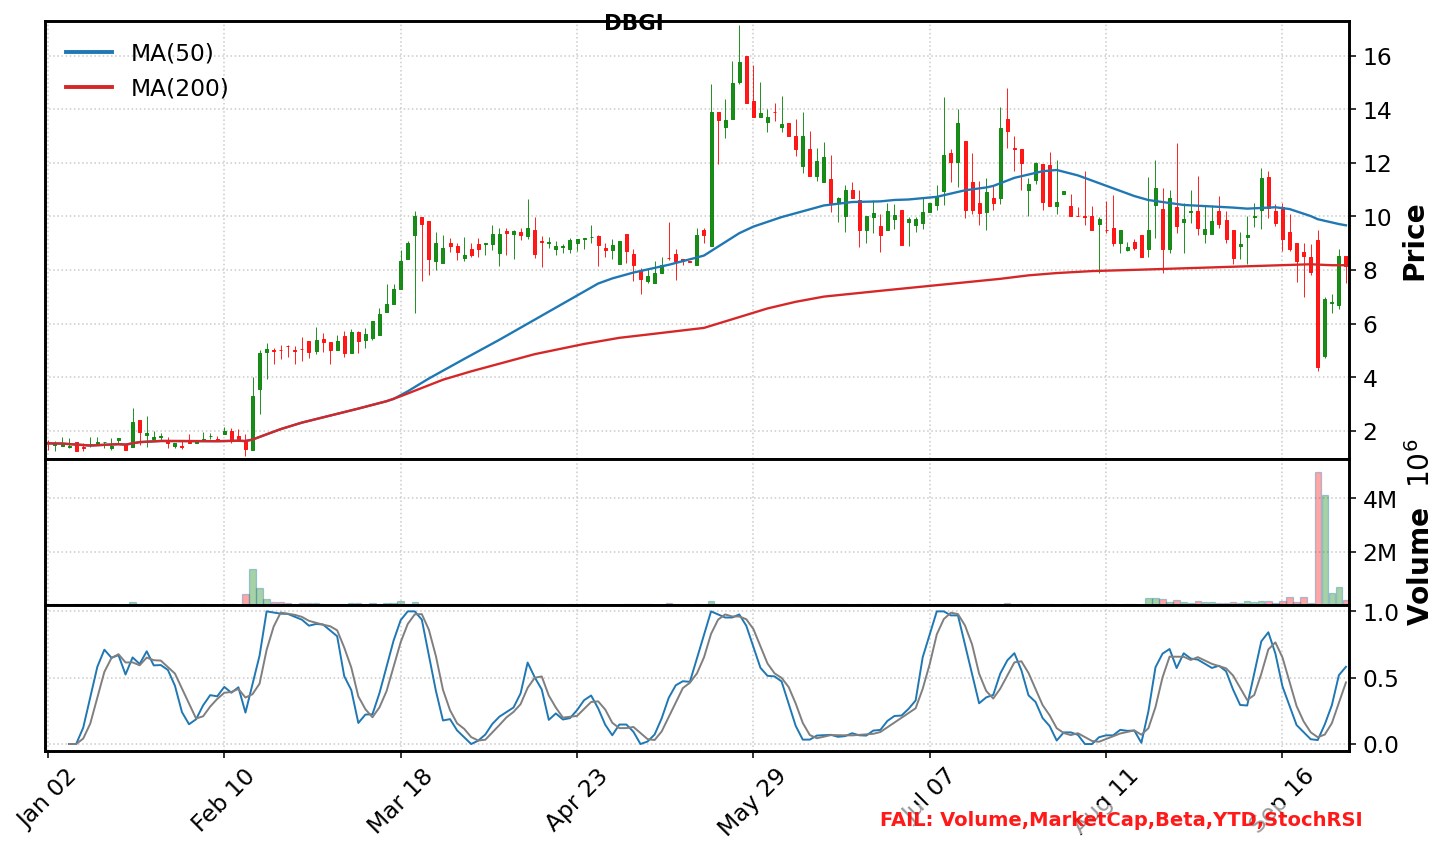 DBGI
MA(50)
MA(200)
16
14
12
10
8
6
4
2
Price
10^6
4M
2M
Volume
1.0
0.5
0.0
Jan 02
Feb 10
Mar 18
Apr 23
May 29
Jul 07
Aug 11
Sep 16
FAIL: Volume,MarketCap,Beta,YTD,StochRSI